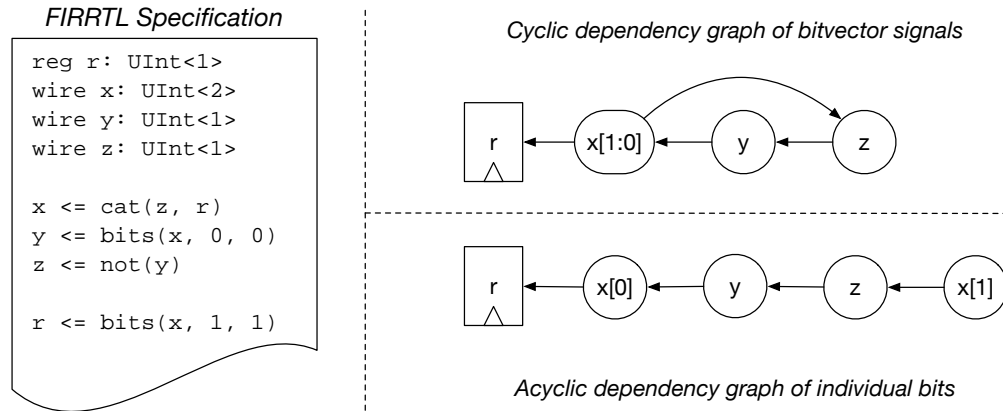 FIRRTL Specification
reg r: UInt<1>
wire x: UInt<2>
wire y: UInt<1>
wire z: UInt<1>
x <= cat(z, r)
y <= bits(x, 0, 0)
z <= not(y)
r <= bits(x, 1, 1)
Cyclic dependency graph of bitvector signals
r x[1:0] y z
r x[0] y z x[1]
Acyclic dependency graph of individual bits